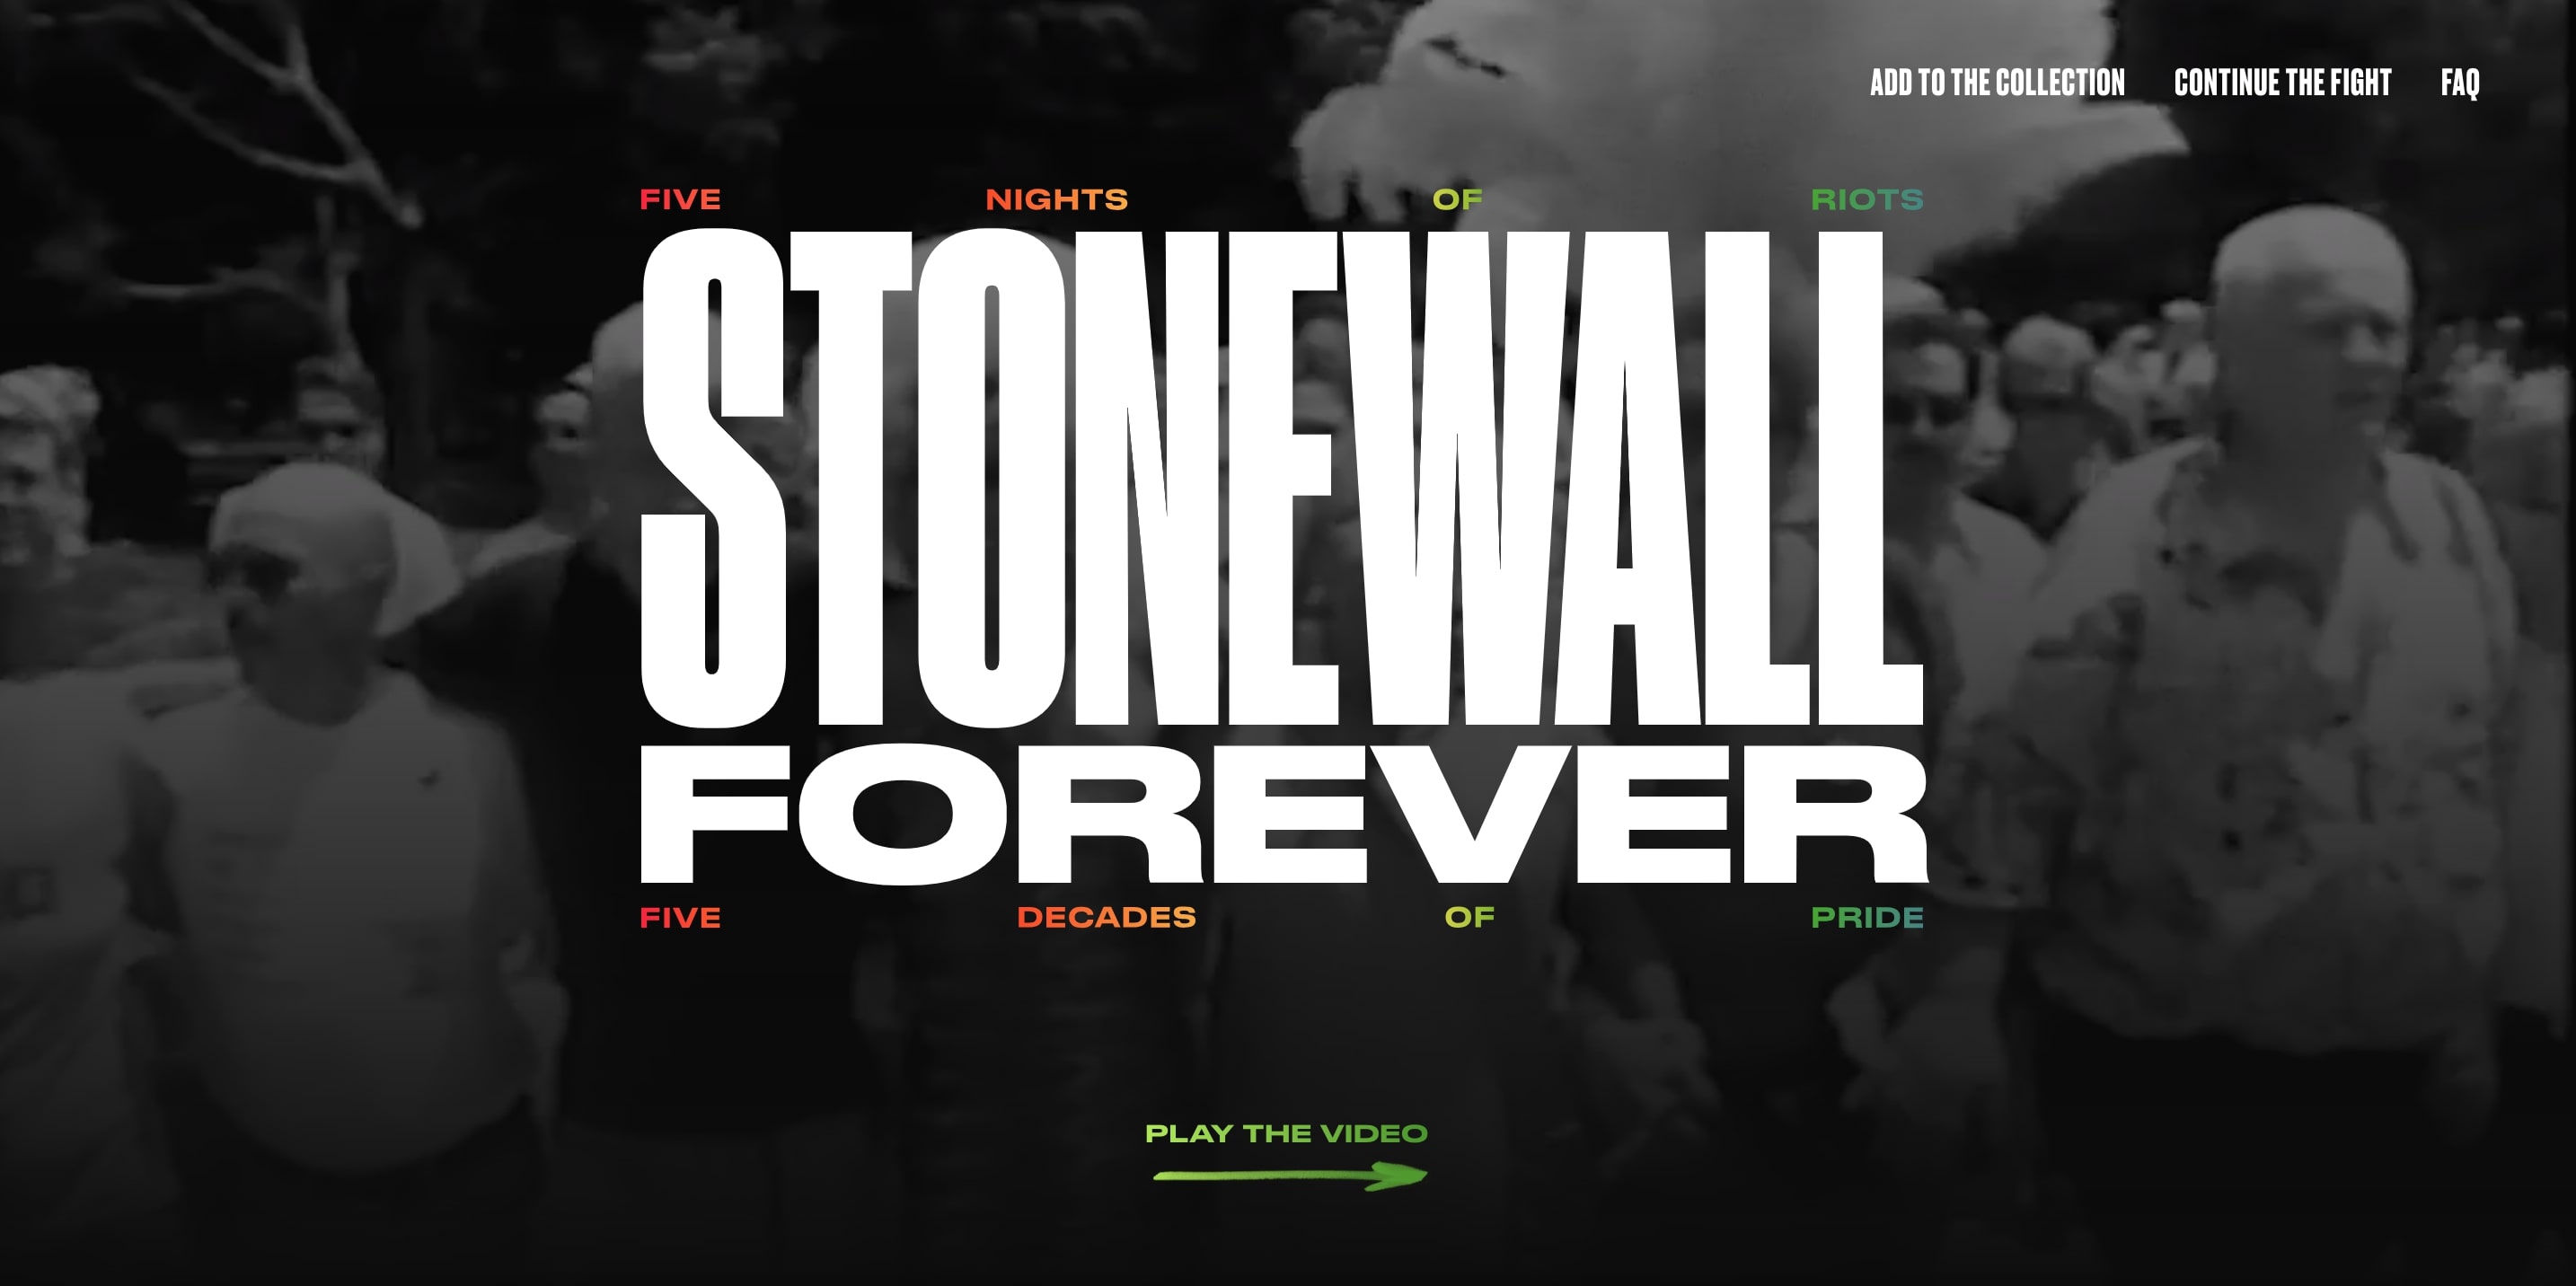 ADD TO THE COLLECTION CONTINUE THE FIGHT FAQ
FIVE NIGHTS OF RIOTS
STONEWALL
FOREVER
FIVE DECADES OF PRIDE
PLAY THE VIDEO